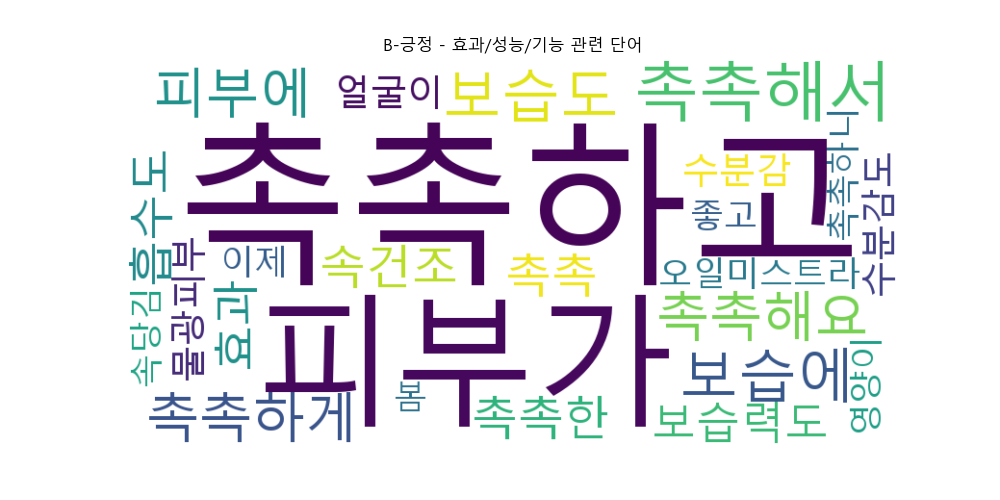 B-긍정 - 효과/성능/기능 관련 단어
피부에
얼굴이
보습도
촉촉해서
촉촉하고
수분감
좋고
촉촉하니
수분감도
흡수도
물광피부
이제
속건조
촉촉
오일미스트라
속당김
효과
피부가
촉촉해요
보습에
영양이
촉촉하게
봄
촉촉한
보습력도